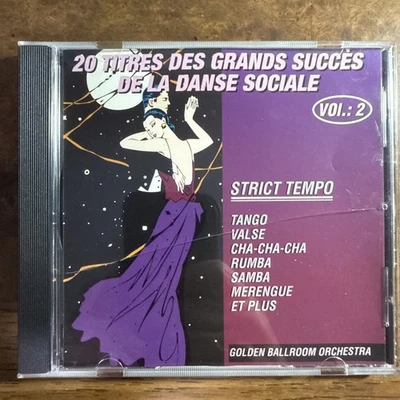 20 TITRES DES GRANDS SUCCÈS
DE LA DANSE SOCIALE
VOL.: 2
STRICT TEMPO
TANGO
VALSE
CHA-CHA-CHA
RUMBA
SAMBA
MERENGUE
ET PLUS
GOLDEN BALLROOM ORCHESTRA